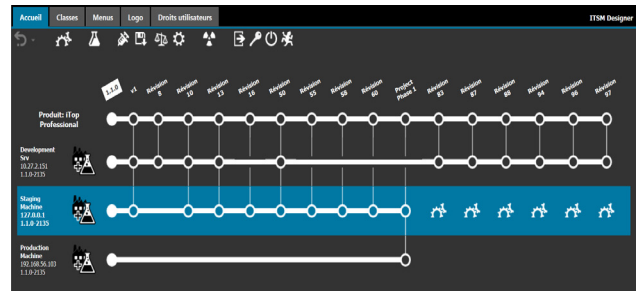 Accueil Classes Menus Logo Droits utilisateurs ITSM Designer
1.1.0 v1 Révision 8 Révision 10 Révision 13 Révision 16 Révision 50 Révision 55 Révision 58 Révision 60 Project Phase 1 Révision 83 Révision 87 Révision 88 Révision 94 Révision 96 Révision 97
Produit: iTop
Professional
Development
Srv
10.27.2.151
1.1.0-2135
Staging
Machine
127.0.0.1
1.1.0-2135
Production
Machine
192.168.56.103
1.1.0-2135